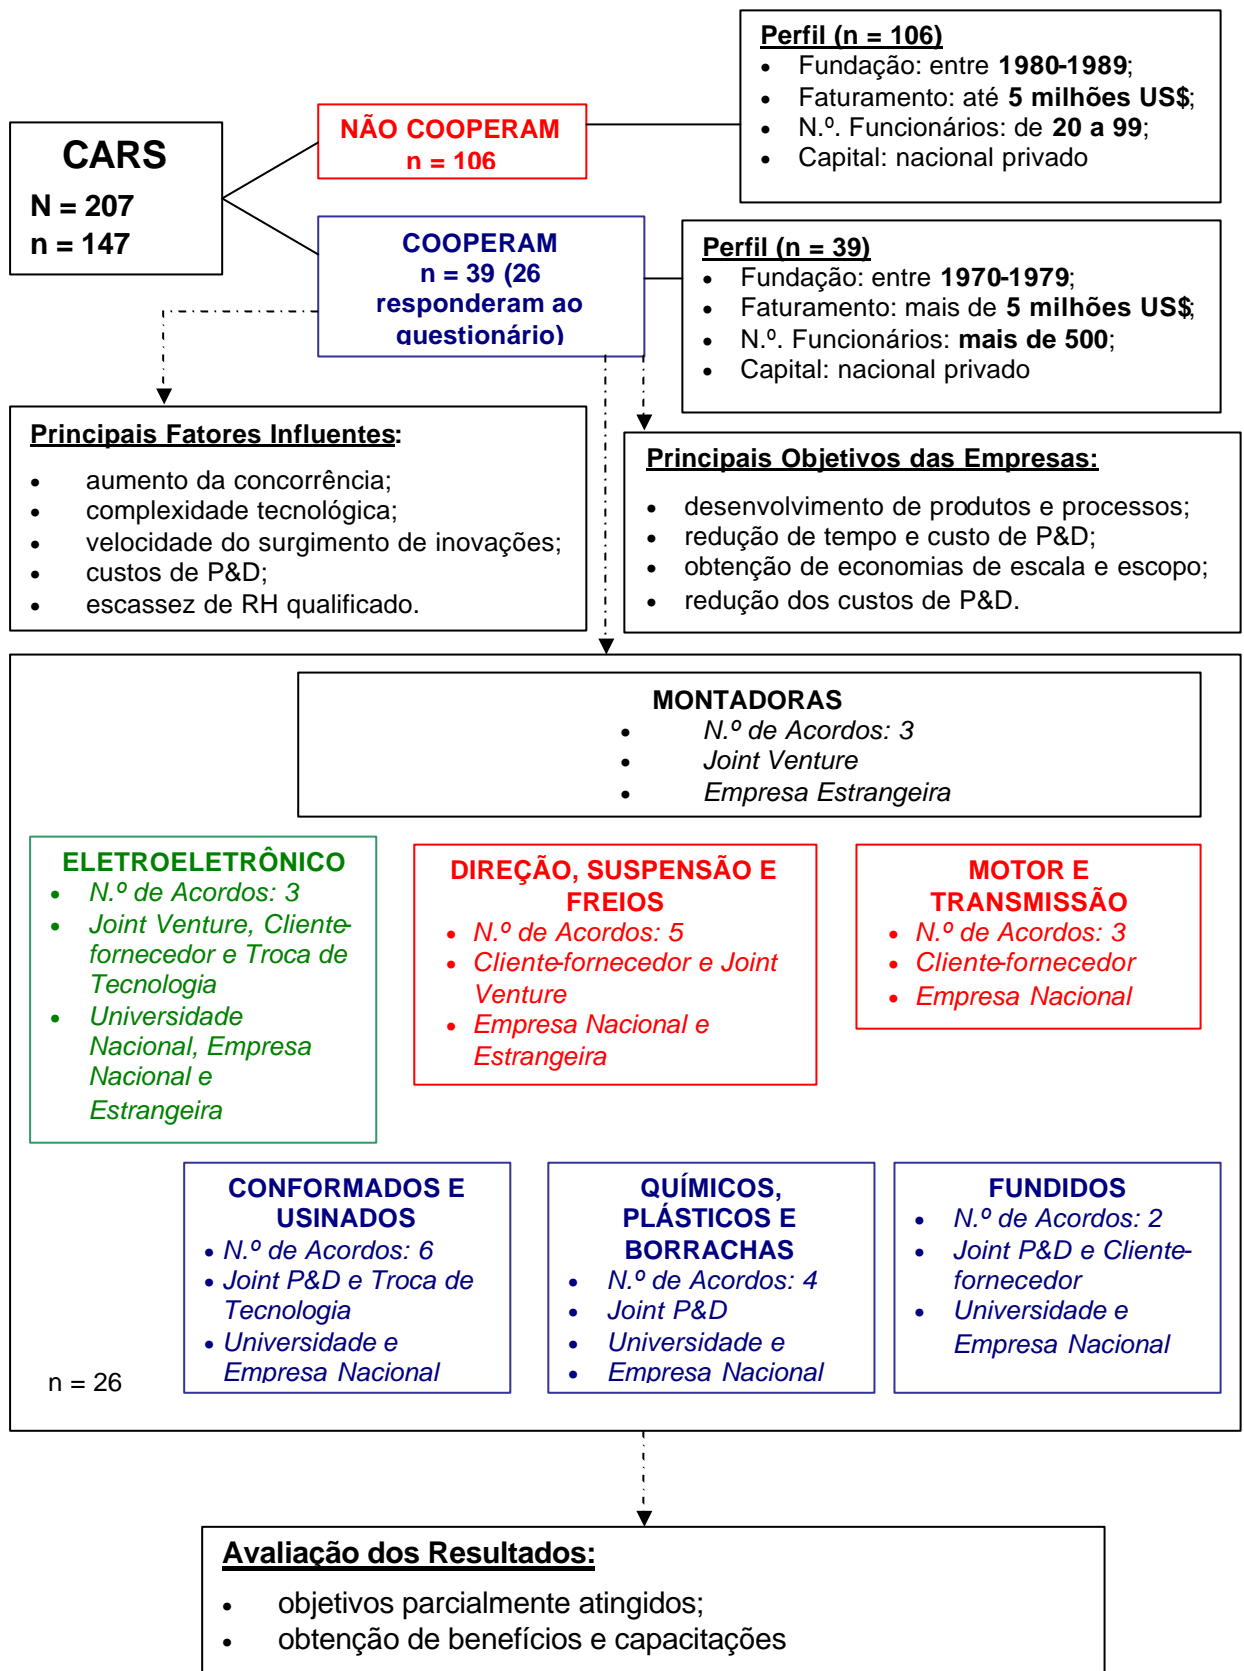 CARS
N = 207
n = 147
NÃO COOPERAM
n = 106
Perfil (n = 106)
• Fundação: entre 1980-1989;
• Faturamento: até 5 milhões US$;
• N.º. Funcionários: de 20 a 99;
• Capital: nacional privado
COOPERAM
n = 39 (26
responderam ao
questionário)
Perfil (n = 39)
• Fundação: entre 1970-1979;
• Faturamento: mais de 5 milhões US$;
• N.º. Funcionários: mais de 500;
• Capital: nacional privado
Principais Fatores Influentes:
• aumento da concorrência;
• complexidade tecnológica;
• velocidade do surgimento de inovações;
• custos de P&D;
• escassez de RH qualificado.
Principais Objetivos das Empresas:
• desenvolvimento de produtos e processos;
• redução de tempo e custo de P&D;
• obtenção de economias de escala e escopo;
• redução dos custos de P&D.
MONTADORAS
• N.º de Acordos: 3
• Joint Venture
• Empresa Estrangeira
ELETROELETRÔNICO
• N.º de Acordos: 3
• Joint Venture, Cliente-
fornecedor e Troca de
Tecnologia
• Universidade
Nacional, Empresa
Nacional e
Estrangeira
DIREÇÃO, SUSPENSÃO E
FREIOS
• N.º de Acordos: 5
• Cliente-fornecedor e Joint
Venture
• Empresa Nacional e
Estrangeira
MOTOR E
TRANSMISSÃO
• N.º de Acordos: 3
• Cliente-fornecedor
• Empresa Nacional
CONFORMADOS E
USINADOS
• N.º de Acordos: 6
• Joint P&D e Troca de
Tecnologia
• Universidade e
Empresa Nacional
QUÍMICOS,
PLÁSTICOS E
BORRACHAS
• N.º de Acordos: 4
• Joint P&D
• Universidade e
• Empresa Nacional
FUNDIDOS
• N.º de Acordos: 2
• Joint P&D e Cliente-
fornecedor
• Universidade e
Empresa Nacional
n = 26
Avaliação dos Resultados:
• objetivos parcialmente atingidos;
• obtenção de benefícios e capacitações